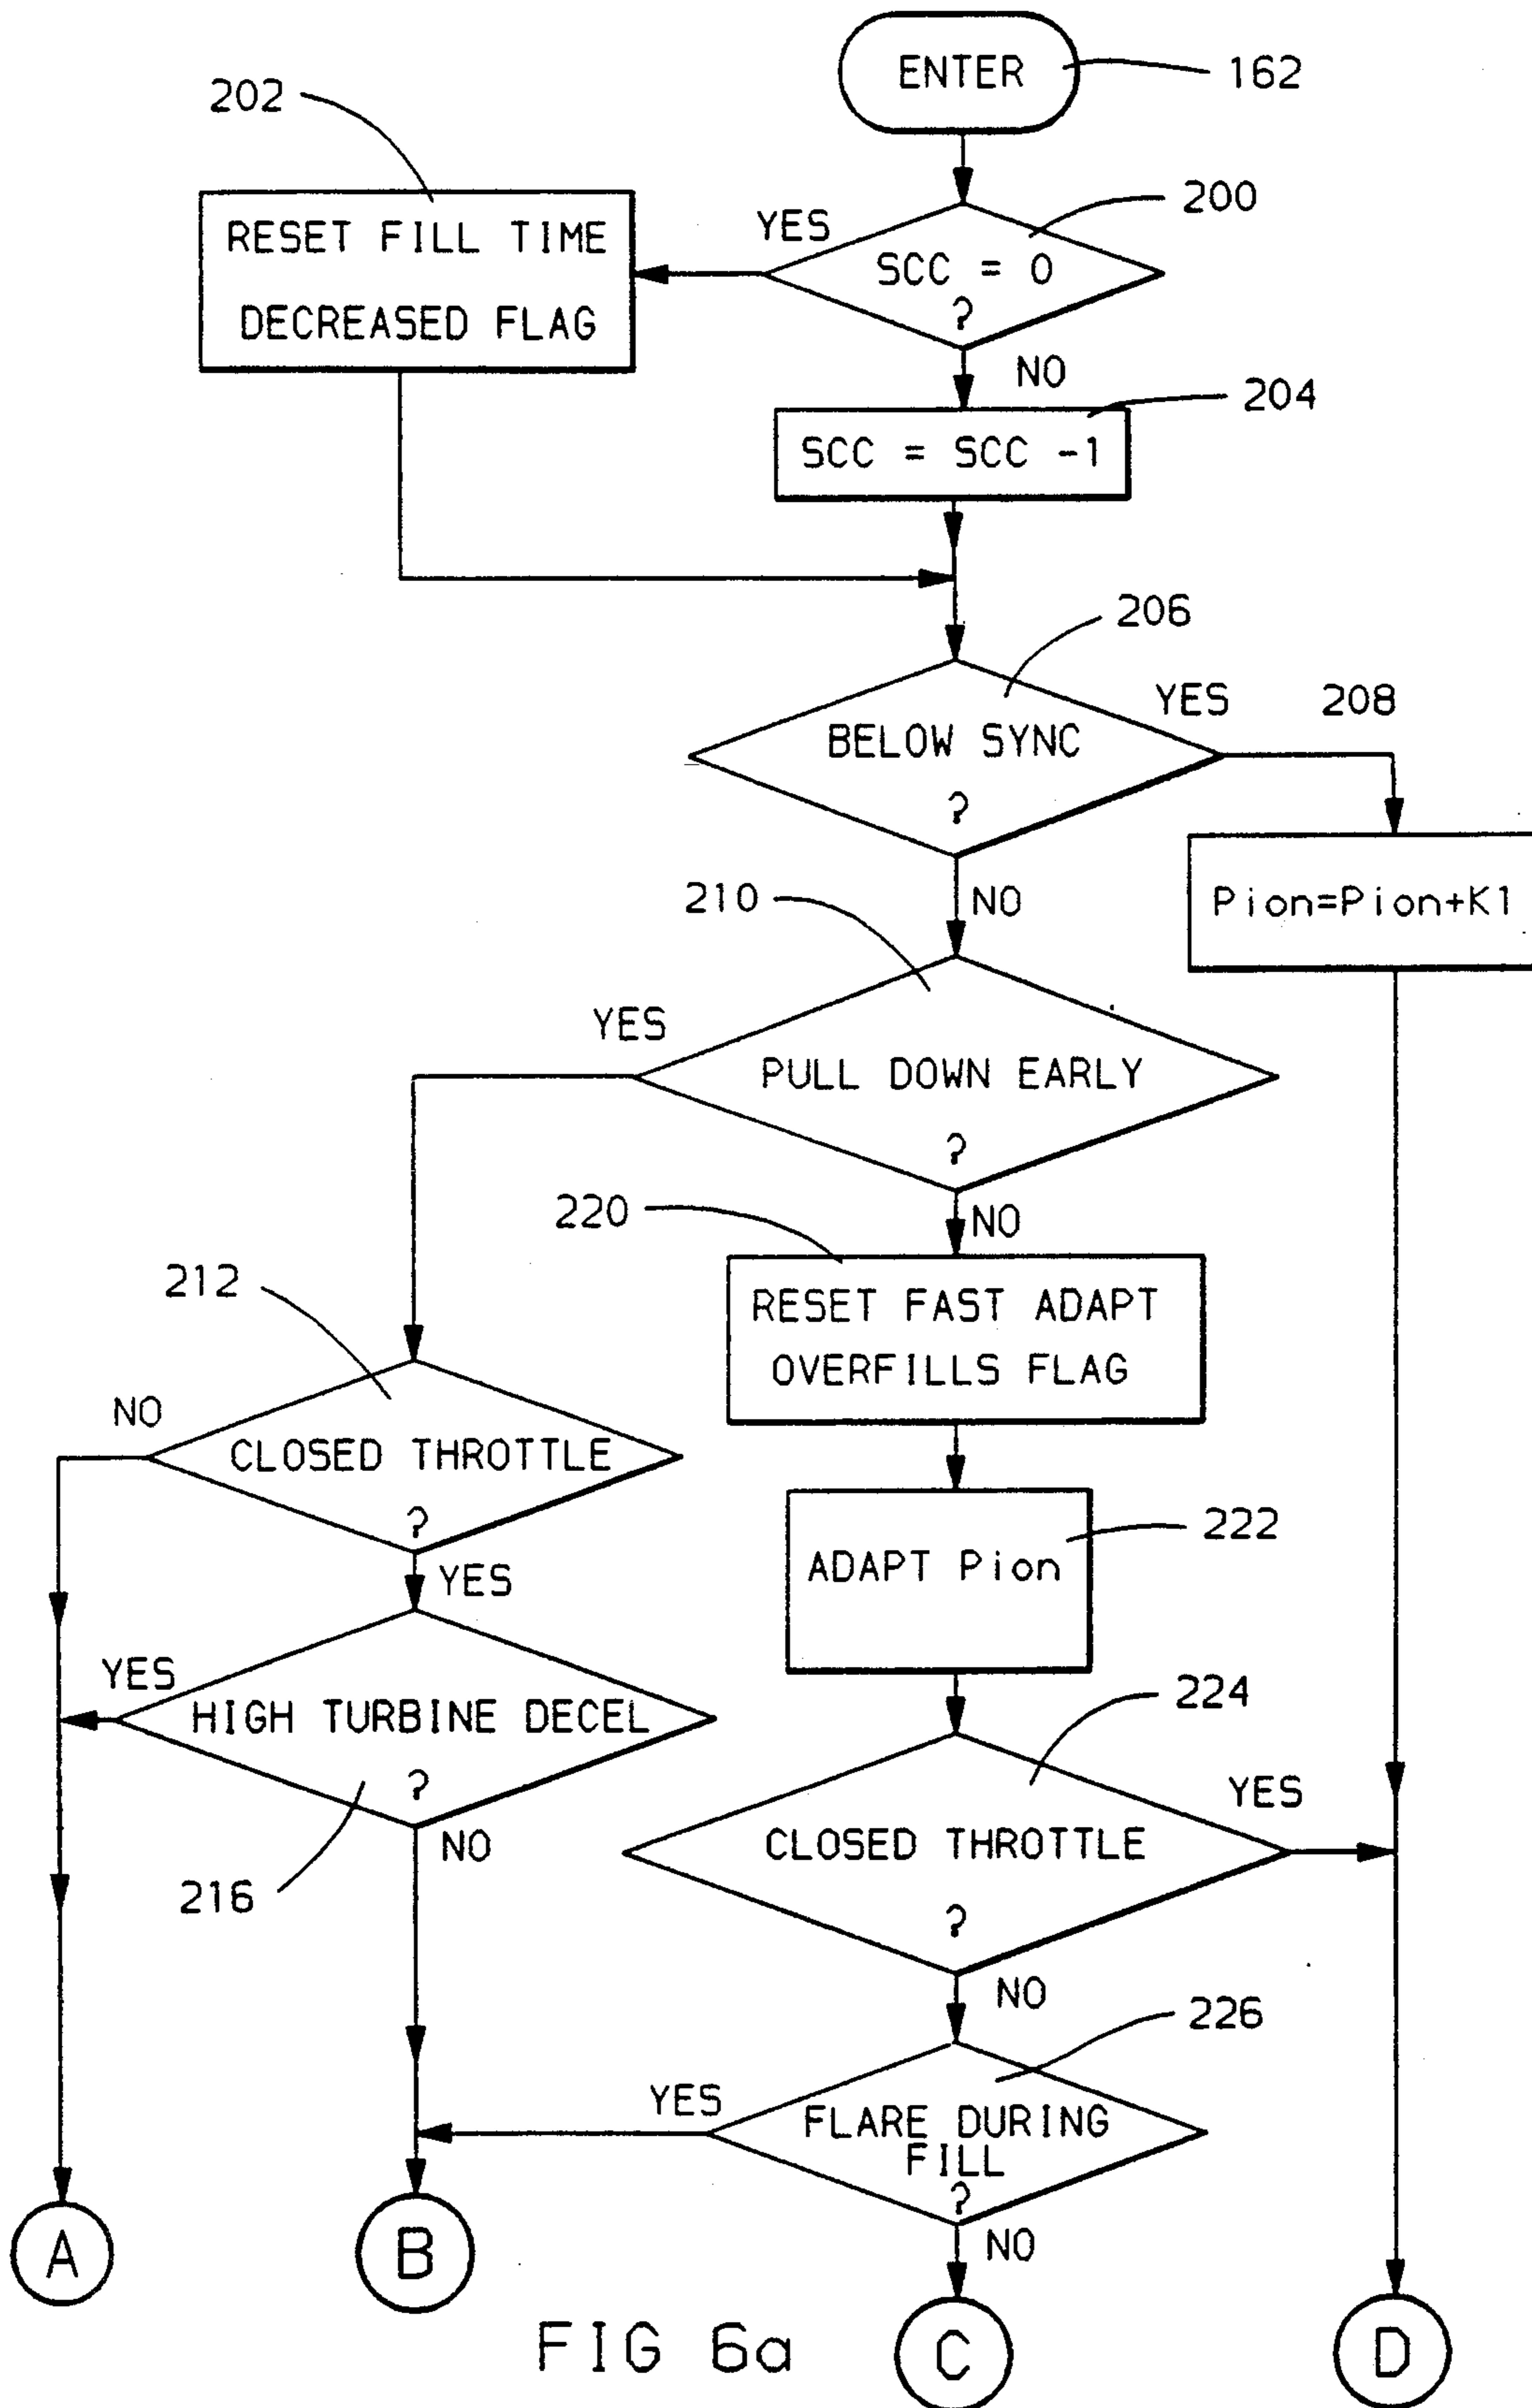 ENTER
162
202
200
YES
RESET FILL TIME
DECREASED FLAG
SCC = 0
?
NO
204
SCC = SCC -1
206
YES
208
BELOW SYNC
?
Pion=Pion+K1
210
NO
YES
PULL DOWN EARLY
?
220
NO
212
RESET FAST ADAPT
OVERFILLS FLAG
NO
CLOSED THROTTLE
?
222
ADAPT Pion
YES
YES
HIGH TURBINE DECEL
?
224
YES
NO
CLOSED THROTTLE
?
216
NO
226
YES
FLARE DURING
FILL
?
NO
A
B
C
D
FIG 6a